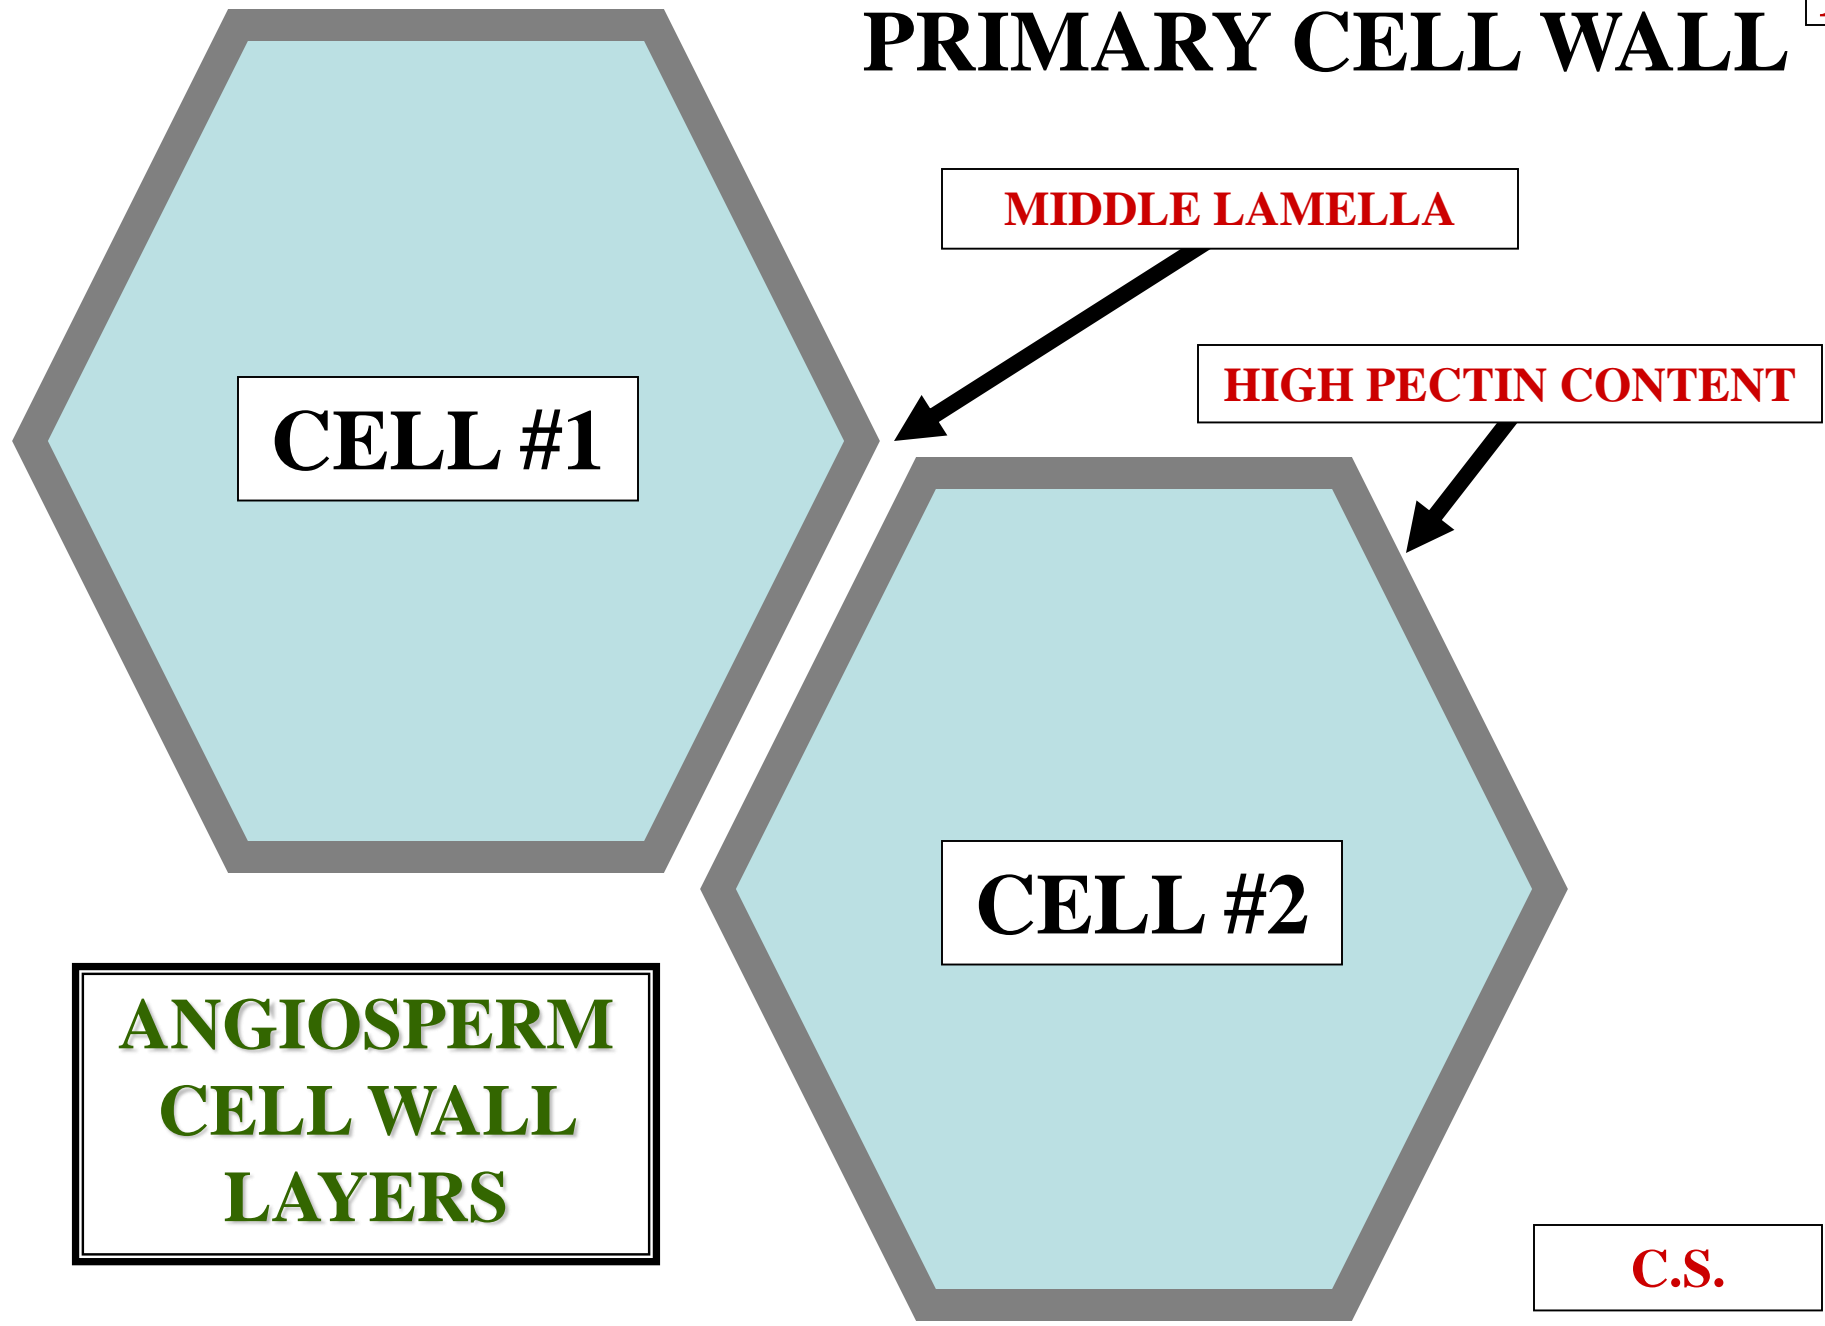 PRIMARY CELL WALL
MIDDLE LAMELLA
HIGH PECTIN CONTENT
CELL #1
CELL #2
ANGIOSPERM
CELL WALL
LAYERS
C.S.